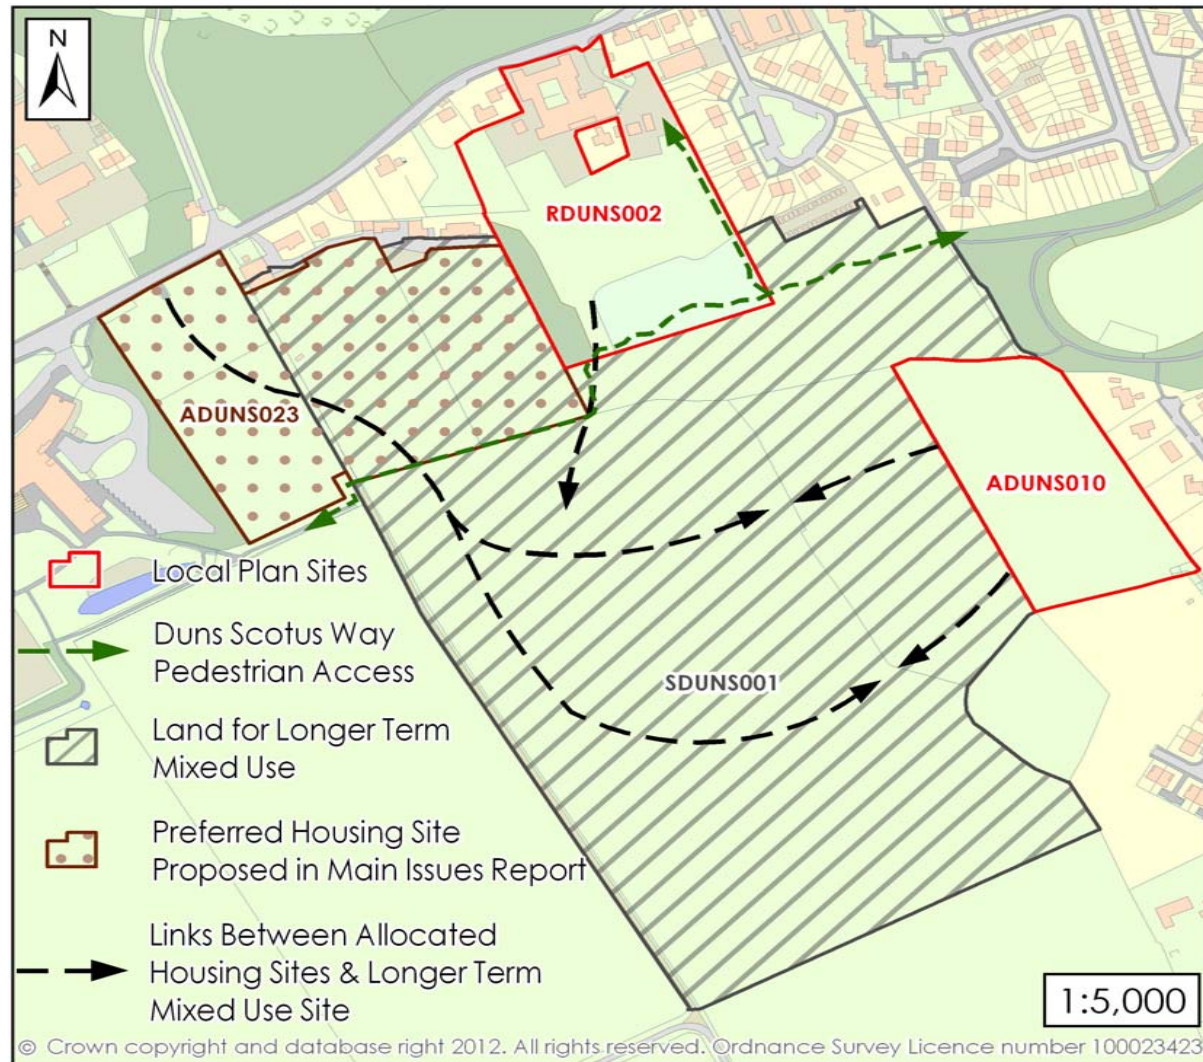 N
RDUNS002
ADUNS023
ADUNS010
SDUNS001
Local Plan Sites
Duns Scotus Way
Pedestrian Access
Land for Longer Term
Mixed Use
Preferred Housing Site
Proposed in Main Issues Report
Links Between Allocated
Housing Sites & Longer Term
Mixed Use Site
1:5,000
© Crown copyright and database right 2012. All rights reserved. Ordnance Survey Licence number 100023423